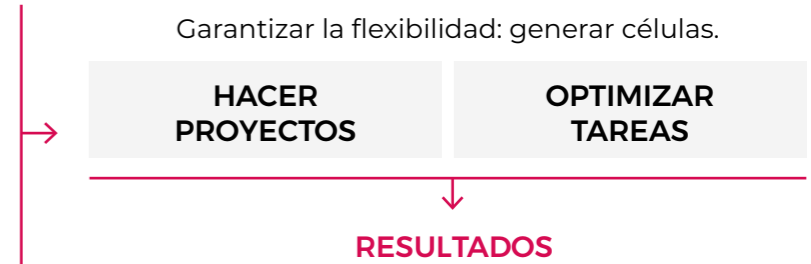 Garantizar la flexibilidad: generar células.
HACER
PROYECTOS
OPTIMIZAR
TAREAS
RESULTADOS